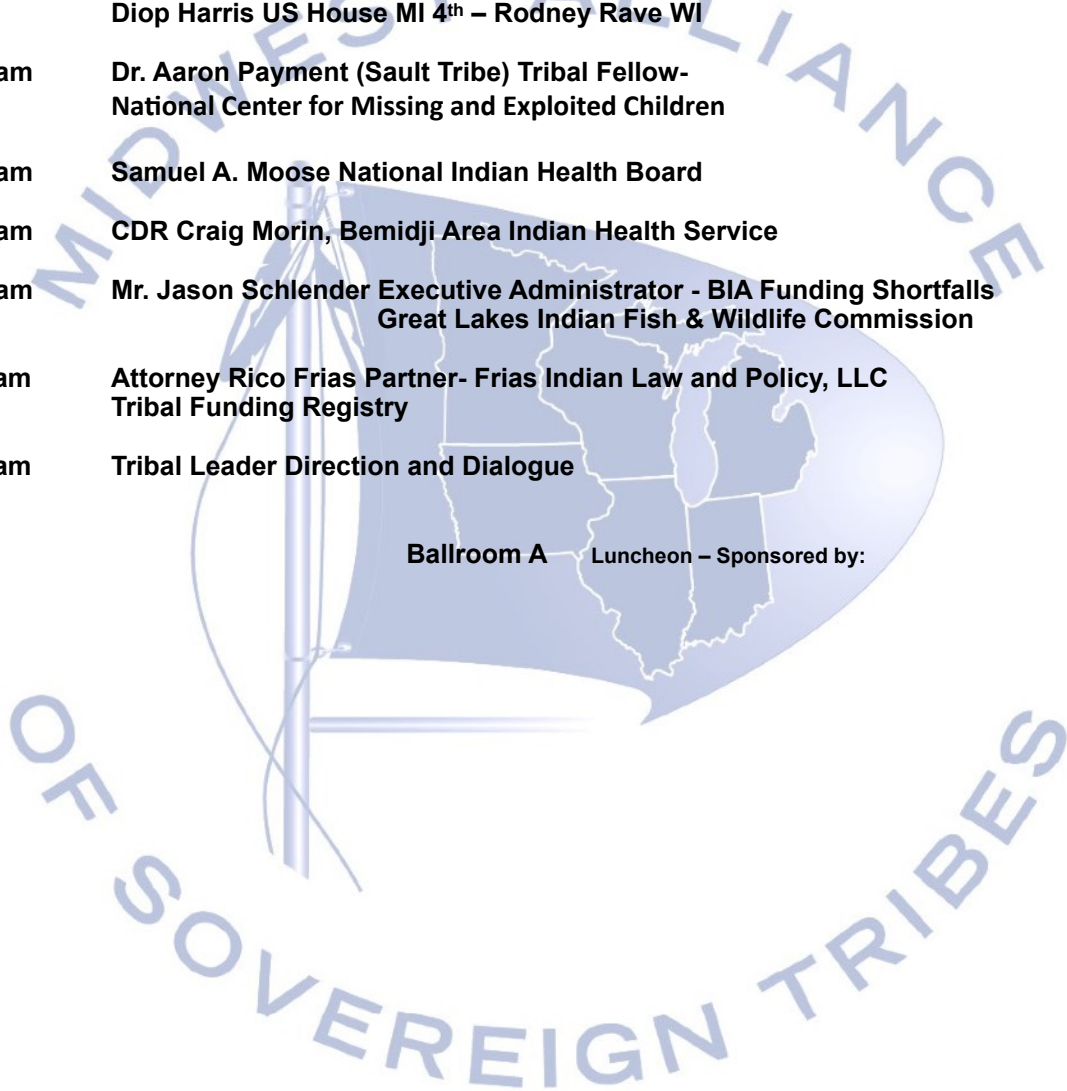 Diop Harris US House MI 4th – Rodney Rave WI
am Dr. Aaron Payment (Sault Tribe) Tribal Fellow-
National Center for Missing and Exploited Children
am Samuel A. Moose National Indian Health Board
am CDR Craig Morin, Bemidji Area Indian Health Service
am Mr. Jason Schlender Executive Administrator - BIA Funding Shortfalls
Great Lakes Indian Fish & Wildlife Commission
am Attorney Rico Frias Partner- Frias Indian Law and Policy, LLC
Tribal Funding Registry
am Tribal Leader Direction and Dialogue
Ballroom A Luncheon – Sponsored by:
MIDWEST ALLIANCE
OF SOVEREIGN TRIBES